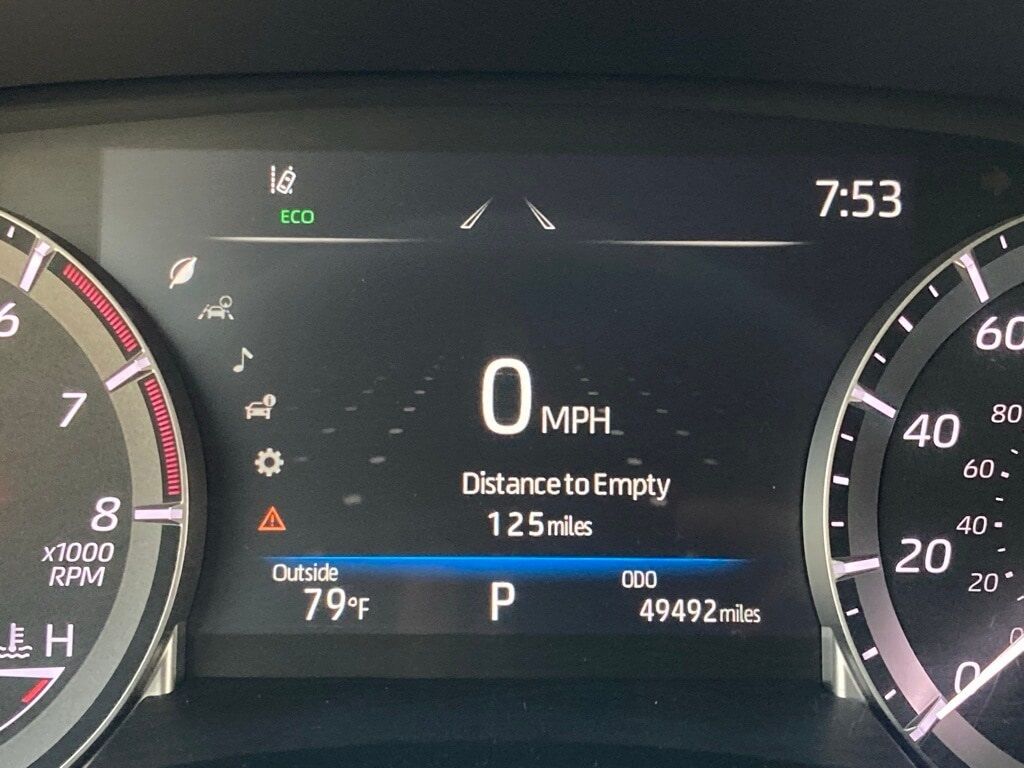 7:53
ECO
6
7
8
x1000
RPM
H
0 MPH
Distance to Empty
125 miles
Outside
79°F
P
ODO
49492 miles
60
40
20
0
80
60
40
20
0